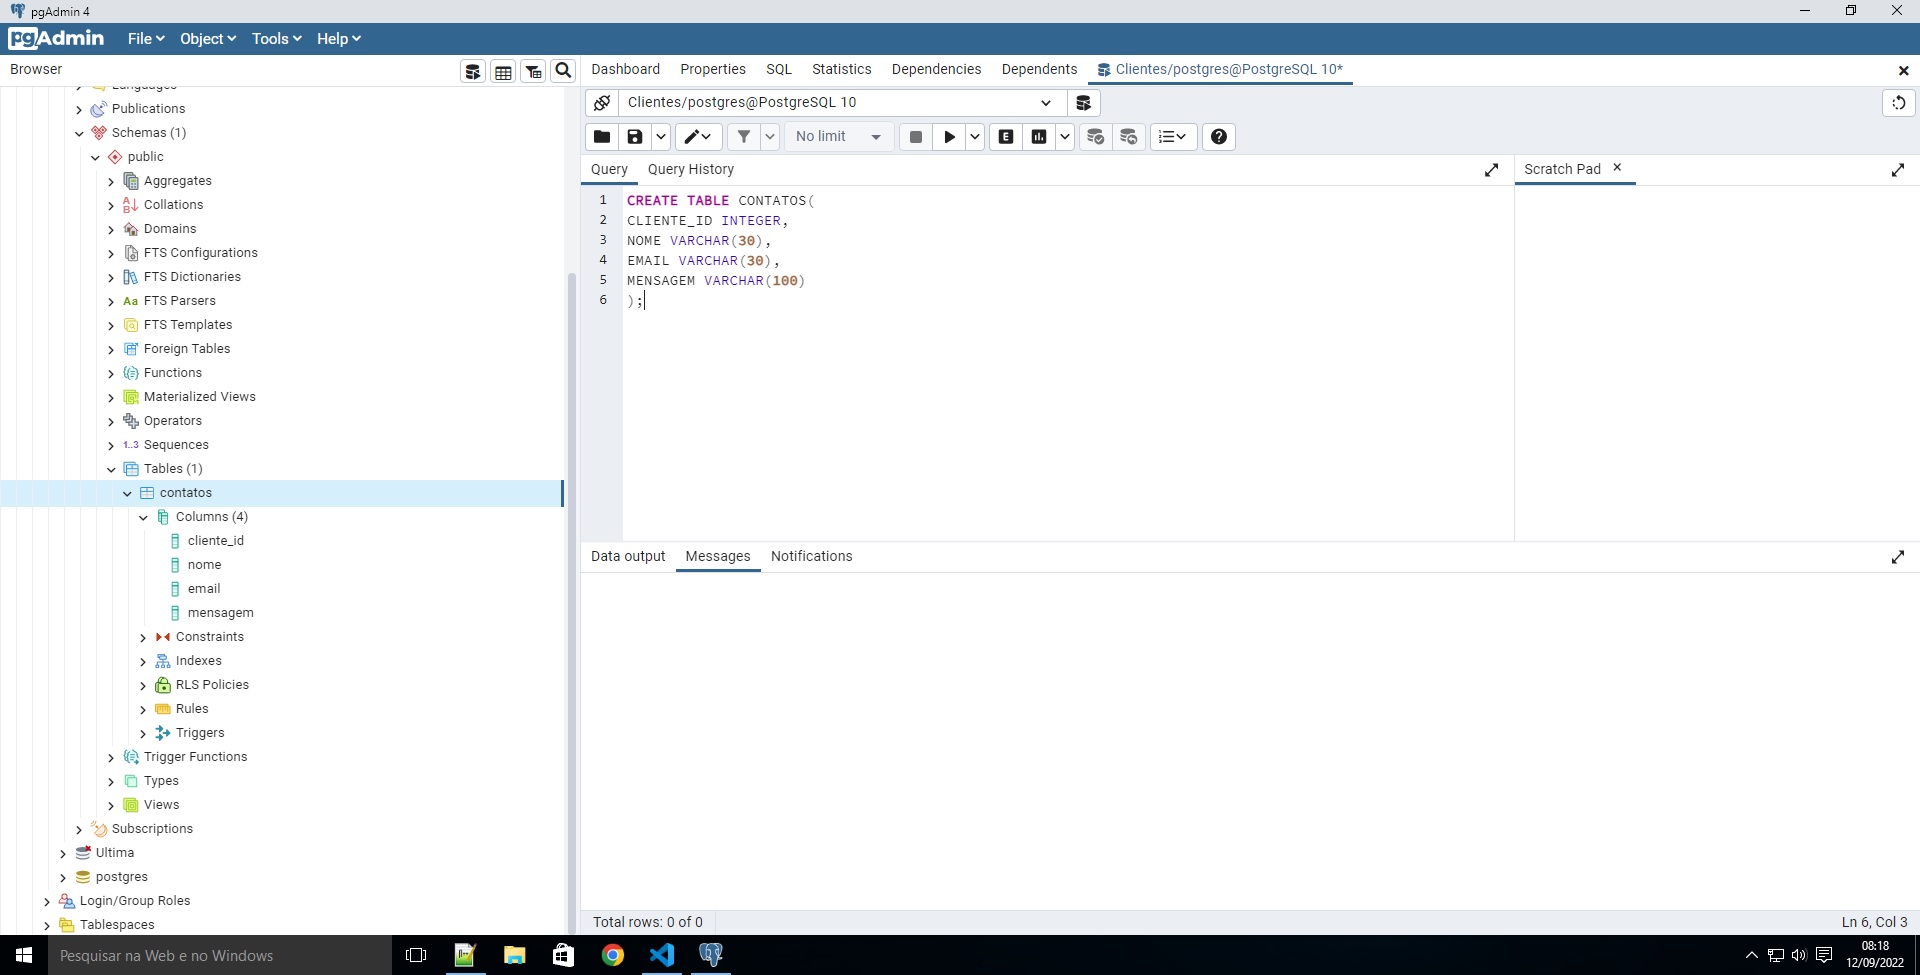 pgAdmin 4
pgAdmin File Object Tools Help
Browser
Languages
Publications
Schemas (1)
public
Aggregates
Collations
Domains
FTS Configurations
FTS Dictionaries
Aa FTS Parsers
FTS Templates
Foreign Tables
Functions
Materialized Views
Operators
1..3 Sequences
Tables (1)
contatos
Columns (4)
cliente_id
nome
email
mensagem
Constraints
Indexes
RLS Policies
Rules
Triggers
Trigger Functions
Types
Views
Subscriptions
Ultima
postgres
Login/Group Roles
Tablespaces
Dashboard Properties SQL Statistics Dependencies Dependents Clientes/postgres@PostgreSQL 10*
Clientes/postgres@PostgreSQL 10
No limit E
Query Query History
Scratch Pad
1 CREATE TABLE CONTATOS(
2 CLIENTE_ID INTEGER,
3 NOME VARCHAR(30),
4 EMAIL VARCHAR(30),
5 MENSAGEM VARCHAR(100)
6 );
Data output Messages Notifications
Total rows: 0 of 0
Ln 6, Col 3
Pesquisar na Web e no Windows
08:18
12/09/2022